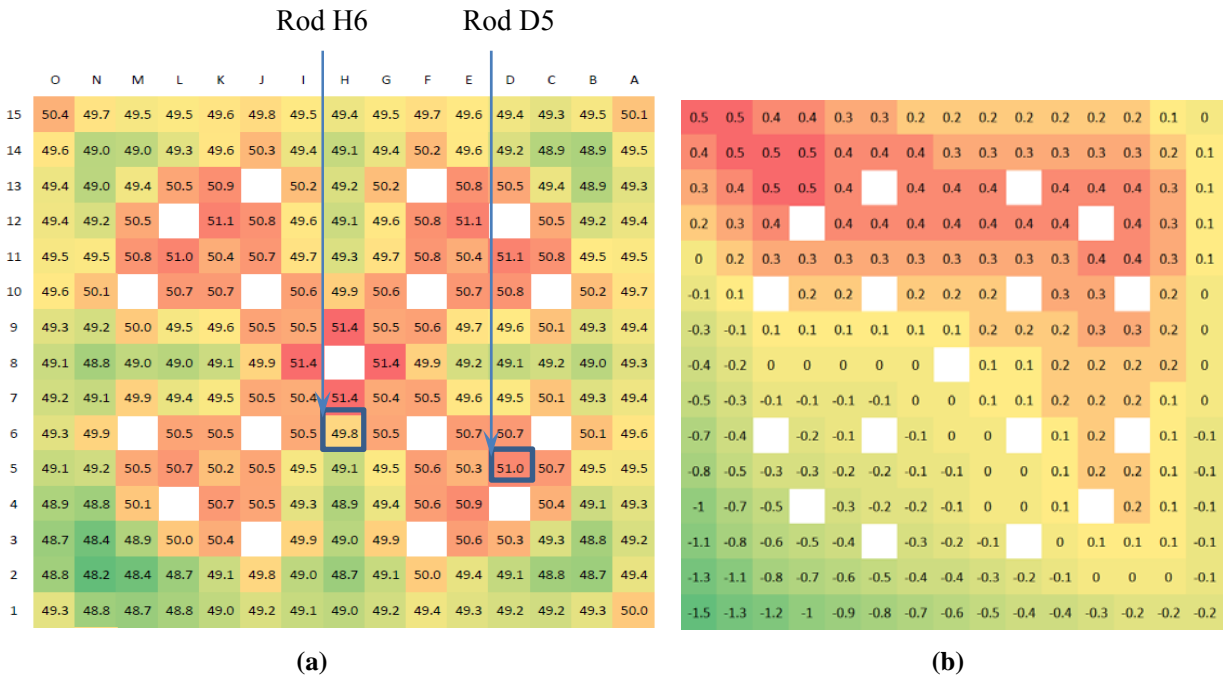 Rod H6 Rod D5
O N M L K J I H G F E D C B A
15 50.4 49.7 49.5 49.5 49.6 49.8 49.5 49.4 49.5 49.7 49.6 49.4 49.3 49.5 50.1
14 49.6 49.0 49.0 49.3 49.6 50.3 49.4 49.1 49.4 50.2 49.6 49.2 48.9 48.9 49.5
13 49.4 49.0 49.4 50.5 50.9 50.2 49.2 50.2 50.8 50.5 49.4 48.9 49.3
12 49.4 49.2 50.5 51.1 50.8 49.6 49.1 49.6 50.8 51.1 50.5 49.2 49.4
11 49.5 49.5 50.8 51.0 50.4 50.7 49.7 49.3 49.7 50.8 50.4 51.1 50.8 49.5 49.5
10 49.6 50.1 50.7 50.7 50.6 49.9 50.6 50.7 50.8 50.2 49.7
9 49.3 49.2 50.0 49.5 49.6 50.5 50.5 51.4 50.5 50.6 49.7 49.6 50.1 49.3 49.4
8 49.1 48.8 49.0 49.0 49.1 49.9 51.4 51.4 49.9 49.2 49.1 49.2 49.0 49.3
7 49.2 49.1 49.9 49.4 49.5 50.5 50.4 51.4 50.4 50.5 49.6 49.5 50.1 49.3 49.4
6 49.3 49.9 50.5 50.5 50.5 49.8 50.5 50.7 50.7 50.1 49.6
5 49.1 49.2 50.5 50.7 50.2 50.5 49.5 49.1 49.5 50.6 50.3 51.0 50.7 49.5 49.5
4 48.9 48.8 50.1 50.7 50.5 49.3 48.9 49.4 50.6 50.9 50.4 49.1 49.3
3 48.7 48.4 48.9 50.0 50.4 49.9 49.0 49.9 50.6 50.3 49.3 48.8 49.2
2 48.8 48.2 48.4 48.7 49.1 49.8 49.0 48.7 49.1 50.0 49.4 49.1 48.8 48.7 49.4
1 49.3 48.8 48.7 48.8 49.0 49.2 49.1 49.0 49.2 49.4 49.3 49.2 49.2 49.3 50.0
(a)
0.5 0.5 0.4 0.4 0.3 0.3 0.2 0.2 0.2 0.2 0.2 0.2 0.2 0.1 0
0.4 0.5 0.5 0.5 0.4 0.4 0.4 0.3 0.3 0.3 0.3 0.3 0.3 0.2 0.1
0.3 0.4 0.5 0.5 0.4 0.4 0.4 0.4 0.4 0.4 0.4 0.3 0.1
0.2 0.3 0.4 0.4 0.4 0.4 0.4 0.4 0.4 0.4 0.4 0.3 0.1
0 0.2 0.3 0.3 0.3 0.3 0.3 0.3 0.3 0.3 0.3 0.4 0.4 0.3 0.1
-0.1 0.1 0.2 0.2 0.2 0.2 0.2 0.3 0.3 0.2 0
-0.3 -0.1 0.1 0.1 0.1 0.1 0.1 0.1 0.2 0.2 0.2 0.3 0.3 0.2 0
-0.4 -0.2 0 0 0 0 0 0.1 0.1 0.2 0.2 0.2 0.2 0
-0.5 -0.3 -0.1 -0.1 -0.1 -0.1 0 0 0.1 0.1 0.2 0.2 0.2 0.1 0
-0.7 -0.4 -0.2 -0.1 -0.1 0 0 0.1 0.2 0.1 0
-0.8 -0.5 -0.3 -0.3 -0.2 -0.2 -0.1 -0.1 0 0 0.1 0.2 0.2 0.1 -0.1
-1 -0.7 -0.5 -0.3 -0.2 -0.2 -0.1 -0.1 0 0 0.2 0.1 -0.1
-1.1 -0.8 -0.6 -0.5 -0.4 -0.3 -0.2 -0.1 0 0.1 0.1 0.1 -0.1
-1.3 -1.1 -0.8 -0.7 -0.6 -0.5 -0.4 -0.4 -0.3 -0.2 -0.1 0 0 0 -0.1
-1.5 -1.3 -1.2 -1 -0.9 -0.8 -0.7 -0.6 -0.5 -0.4 -0.4 -0.3 -0.2 -0.2 -0.2
(b)